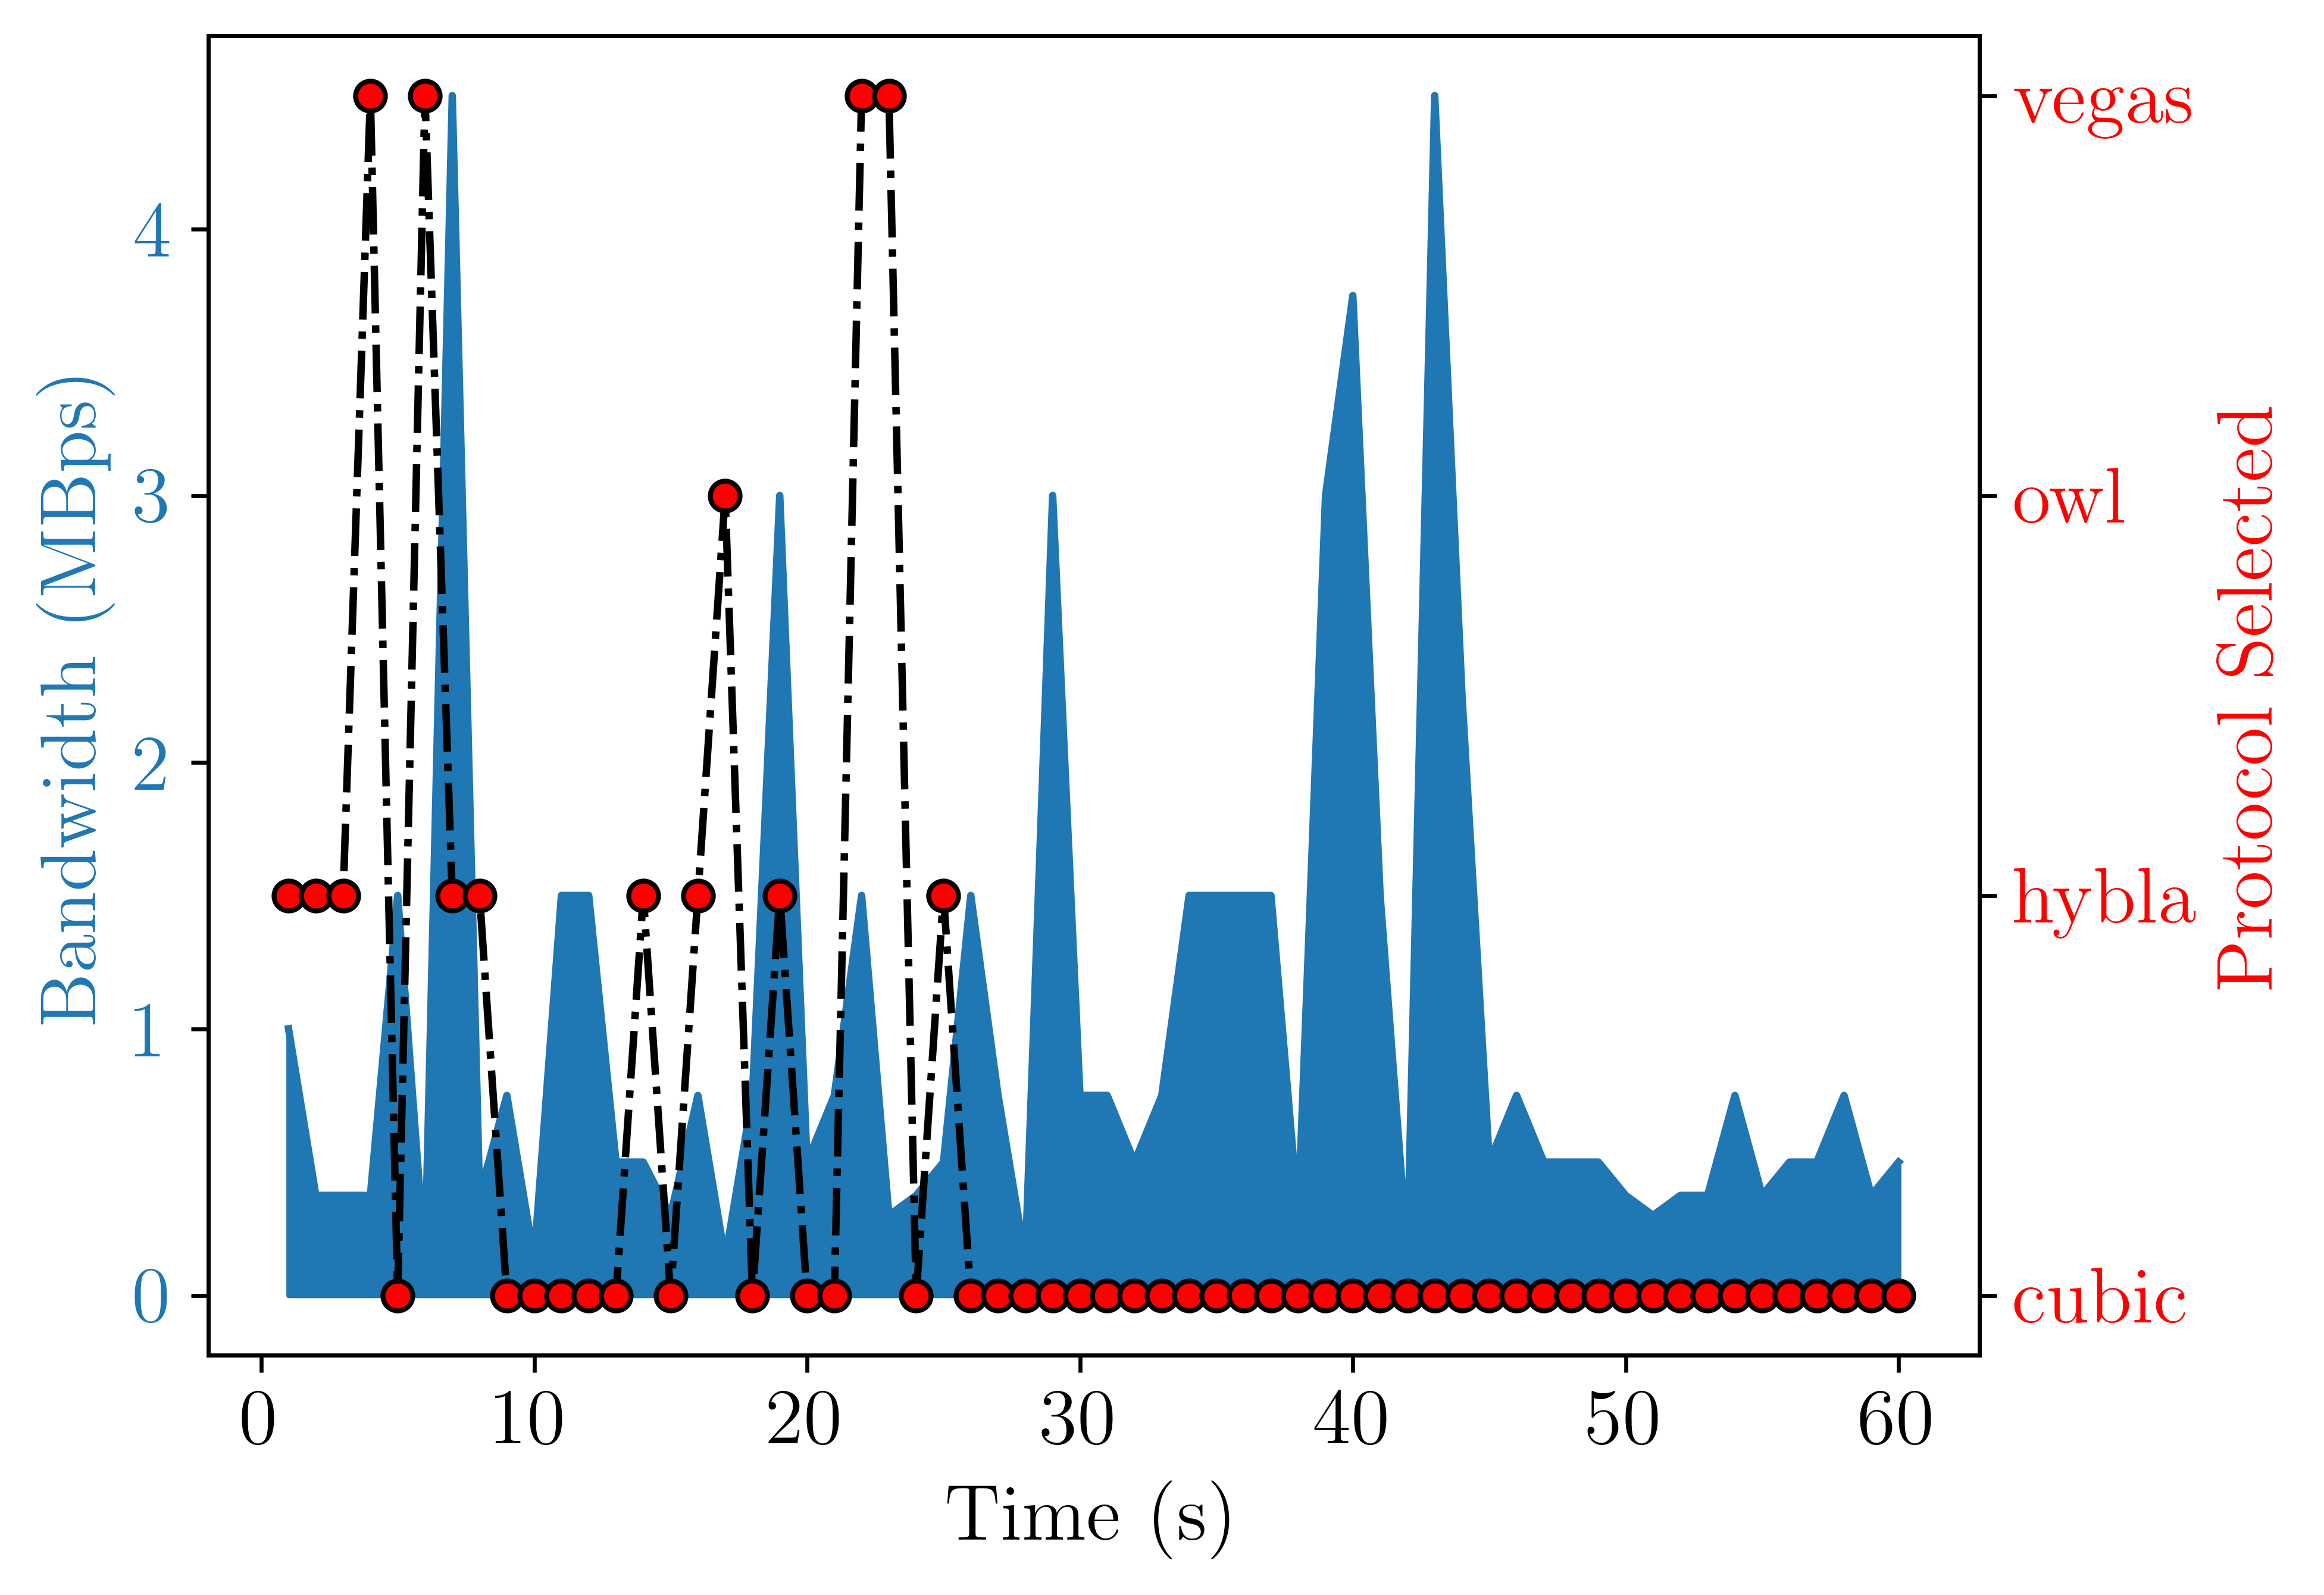 Bandwidth (MBps)
4
3
2
1
0
0 10 20 30 40 50 60
Time (s)
vegas
owl
hybla
cubic
Protocol Selected